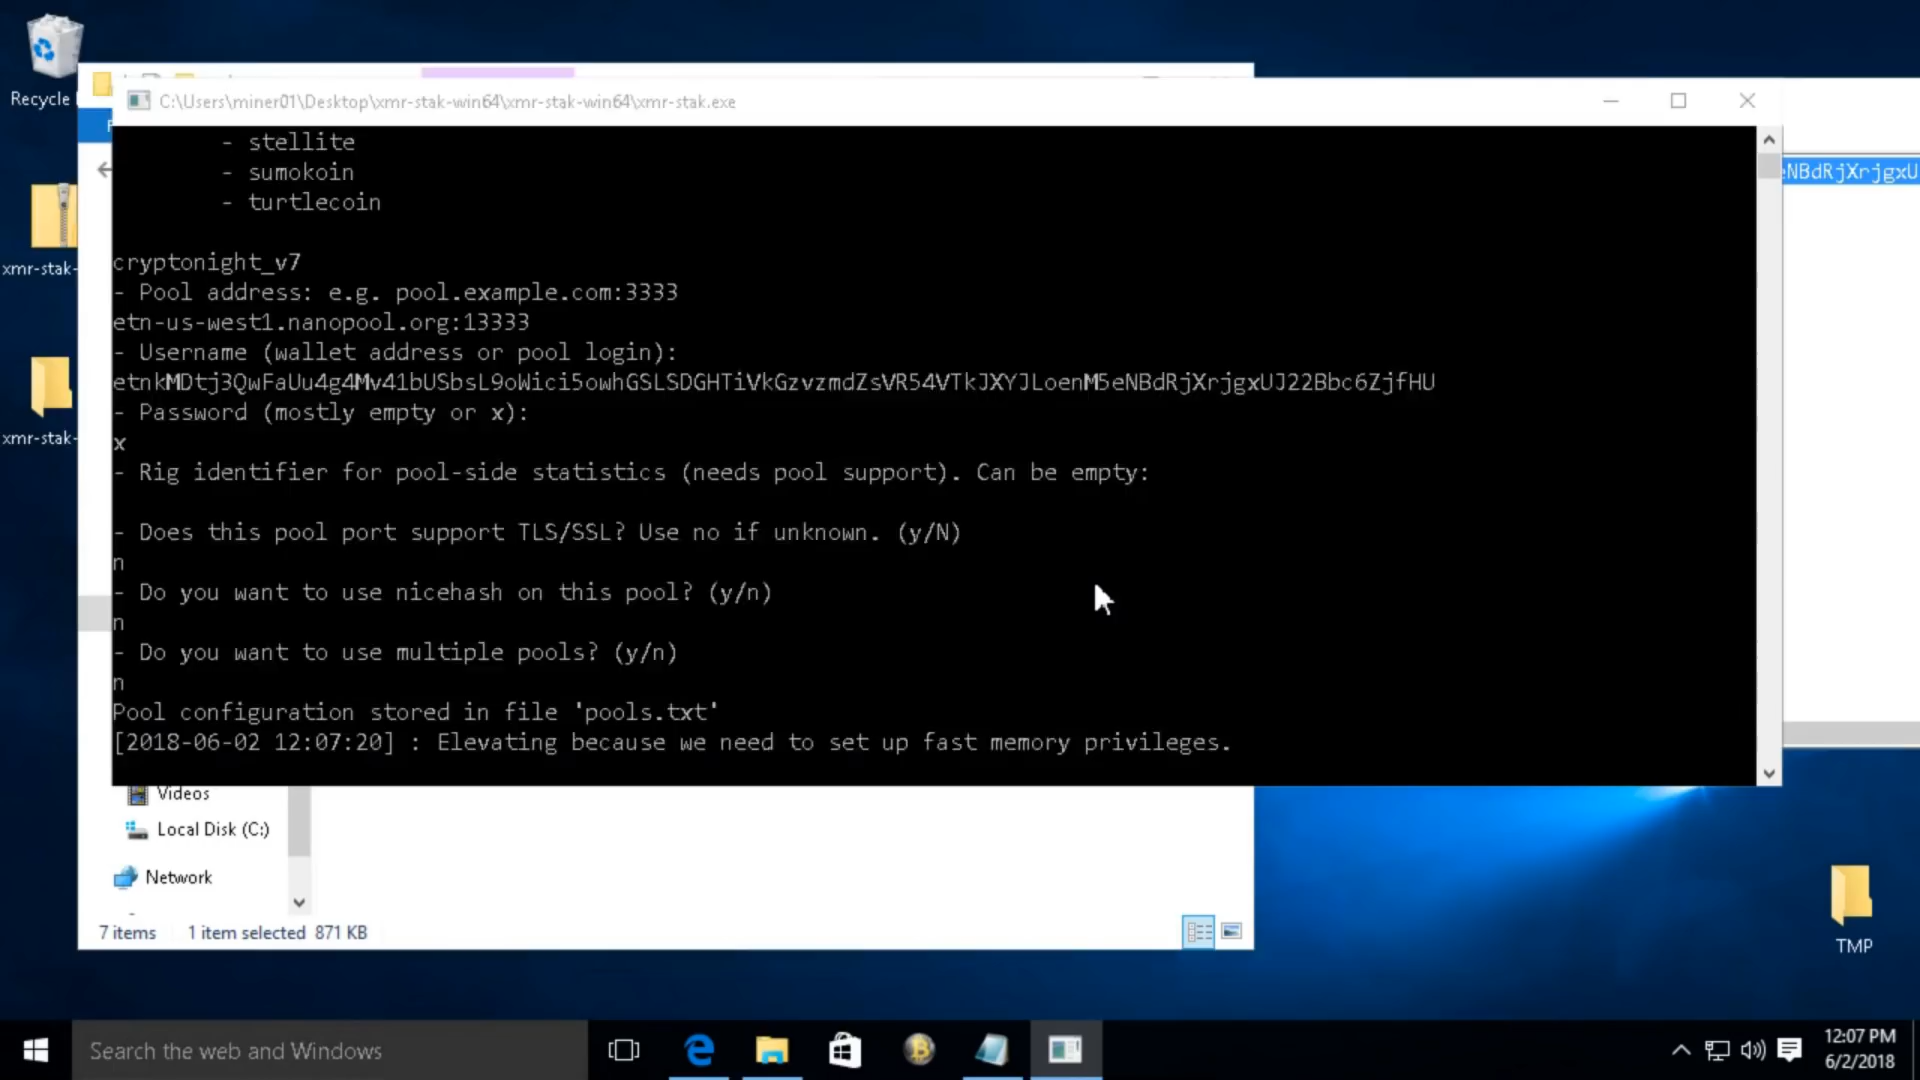 Recycle
C:\Users\miner01\Desktop\xmr-stak-win64\xmr-stak-win64\xmr-stak.exe
- stellite
- sumokoin
- turtlecoin
cryptonight_v7
- Pool address: e.g. pool.example.com:3333
etn-us-west1.nanopool.org:13333
- Username (wallet address or pool login):
etnkMDtj3QwFaUu4g4Mv41bUSbsL9oWici5owhGSLSDGHTiVkGzvzmdZsVR54VTkJXYJLoenM5eNBdRjXrjgxUJ22Bbc6ZjfHU
- Password (mostly empty or x):
x
- Rig identifier for pool-side statistics (needs pool support). Can be empty:
- Does this pool port support TLS/SSL? Use no if unknown. (y/N)
n
- Do you want to use nicehash on this pool? (y/n)
n
- Do you want to use multiple pools? (y/n)
n
Pool configuration stored in file 'pools.txt'
[2018-06-02 12:07:20] : Elevating because we need to set up fast memory privileges.
eNBdRjXrjgxU
xmr-stak-
xmr-stak-
Videos
Local Disk (C:)
Network
7 items 1 item selected 871 KB
TMP
Search the web and Windows
12:07 PM
6/2/2018